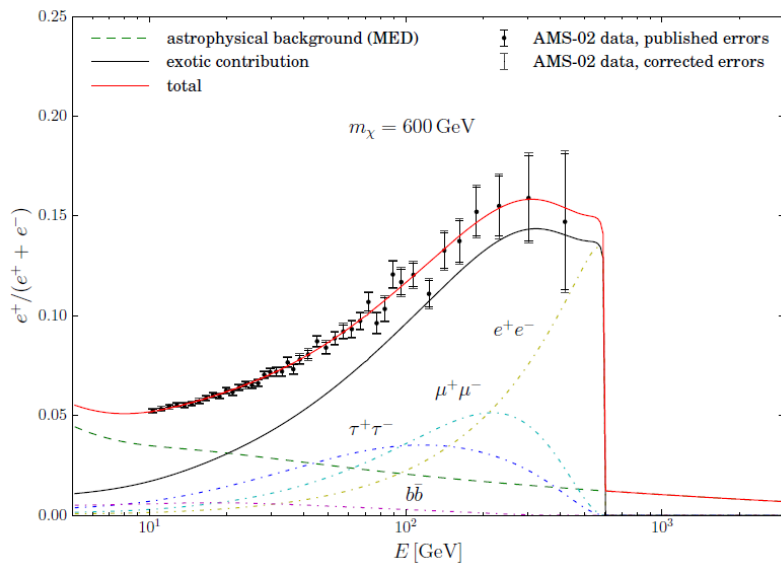 astrophysical background (MED)
exotic contribution
total
AMS-02 data, published errors
AMS-02 data, corrected errors
m_χ = 600 GeV
e⁺/(e⁺ + e⁻)
0.25
0.20
0.15
0.10
0.05
0.00
e⁺e⁻
μ⁺μ⁻
τ⁺τ⁻
bb̄
10¹
10²
10³
E [GeV]